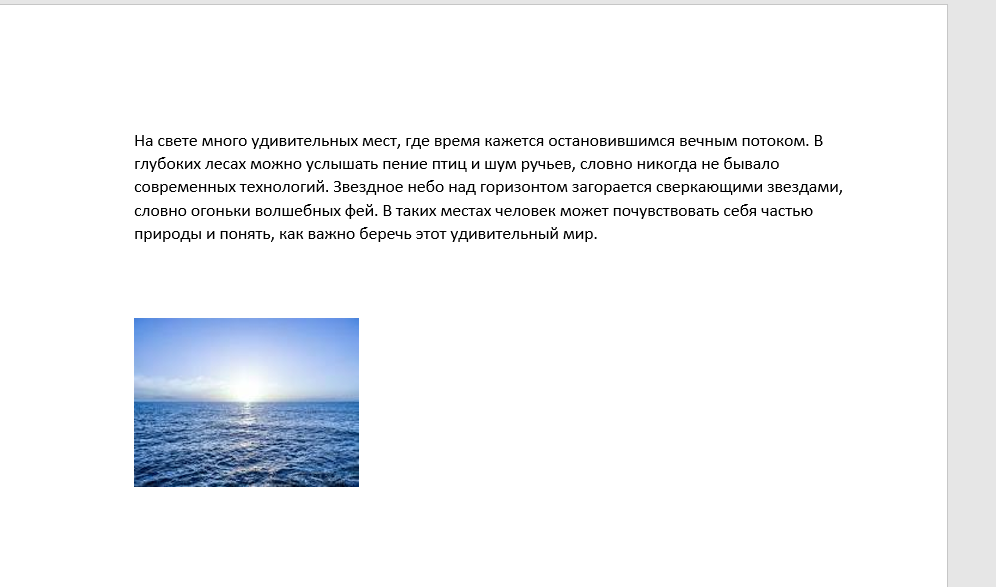 На свете много удивительных мест, где время кажется остановившимся вечным потоком. В
глубоких лесах можно услышать пение птиц и шум ручьев, словно никогда не бывало
современных технологий. Звездное небо над горизонтом загорается сверкающими звездами,
словно огоньки волшебных фей. В таких местах человек может почувствовать себя частью
природы и понять, как важно беречь этот удивительный мир.